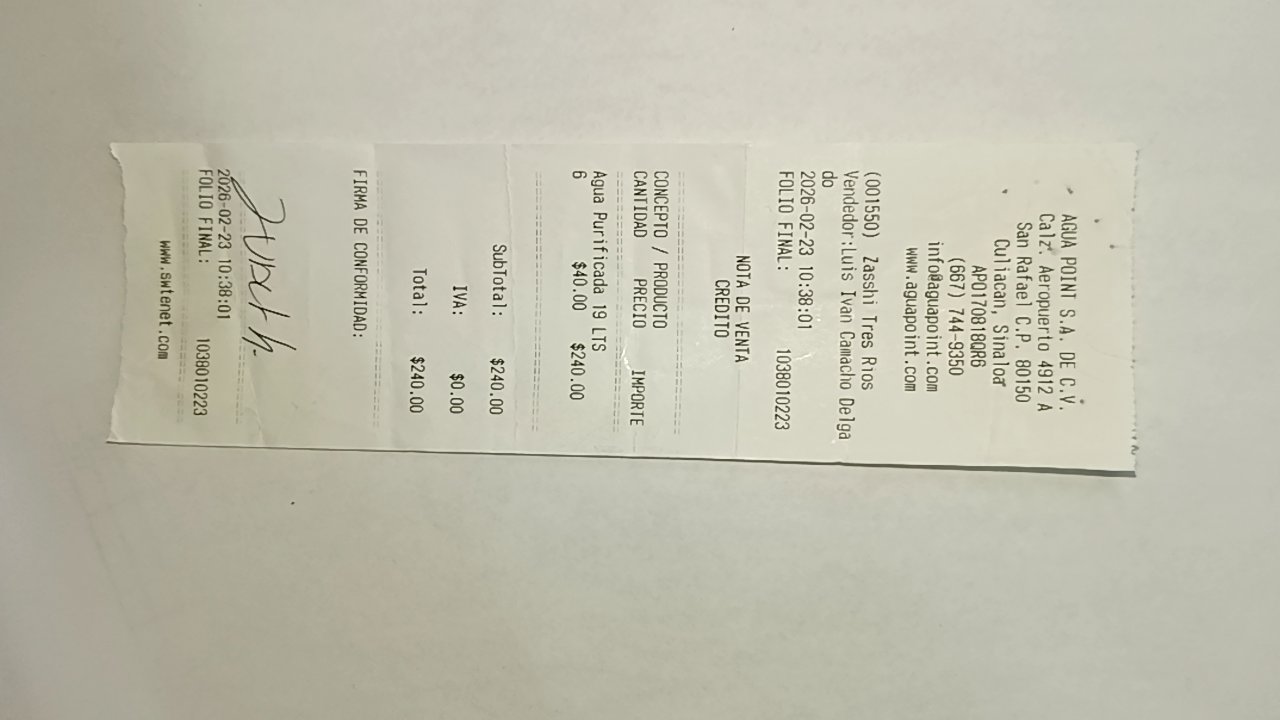 AGUA POINT S.A. DE C.V.
Calz. Aeropuerto 4912 A
San Rafael C.P. 80150
Culiacan, Sinaloa
APO170818QR6
(667) 744-9350
info@aguapoint.com
www.aguapoint.com
(001550) Zasshi Tres Rios
Vendedor:Luis Ivan Camacho Delga
do
2026-02-23 10:38:01
FOLIO FINAL: 1038010223
NOTA DE VENTA
CREDITO
CONCEPTO / PRODUCTO
CANTIDAD PRECIO IMPORTE
Agua Purificada 19 LTS
6 $40.00 $240.00
SubTotal: $240.00
IVA: $0.00
Total: $240.00
FIRMA DE CONFORMIDAD:
2026-02-23 10:38:01
FOLIO FINAL: 1038010223
www.swtenet.com